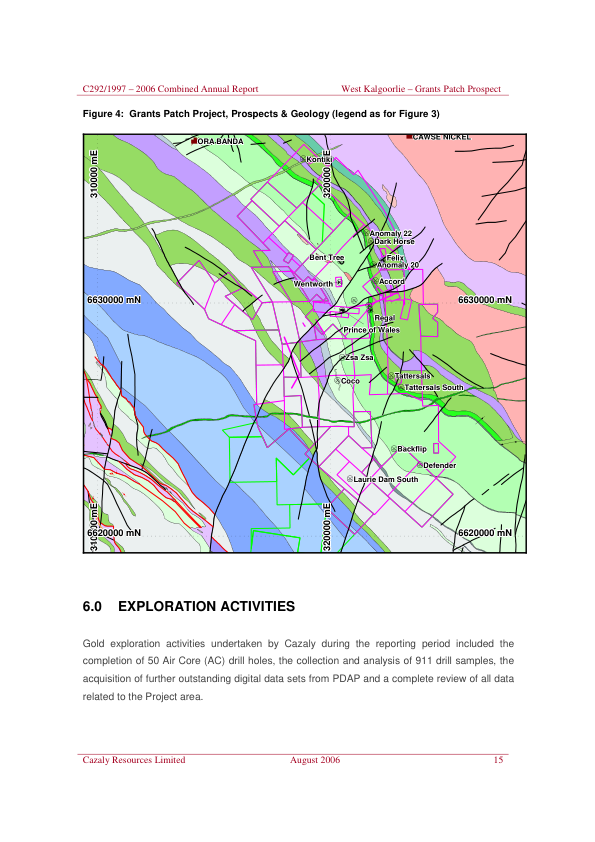 C292/1997 – 2006 Combined Annual Report West Kalgoorlie – Grants Patch Prospect
Figure 4: Grants Patch Project, Prospects & Geology (legend as for Figure 3)
ORA BANDA
CAWSE NICKEL
310000 mE
320000 mE
Kontiki
Anomaly 22
Dark Horse
Bent Tree
Felix
Anomaly 20
Wentworth
Accord
6630000 mN
6630000 mN
Regal
Prince of Wales
Zsa Zsa
Coco
Tattersals
Tattersals South
Backflip
Defender
Laurie Dam South
310000 mE
320000 mE
6620000 mN
6620000 mN
6.0 EXPLORATION ACTIVITIES
Gold exploration activities undertaken by Cazaly during the reporting period included the
completion of 50 Air Core (AC) drill holes, the collection and analysis of 911 drill samples, the
acquisition of further outstanding digital data sets from PDAP and a complete review of all data
related to the Project area.
Cazaly Resources Limited August 2006 15